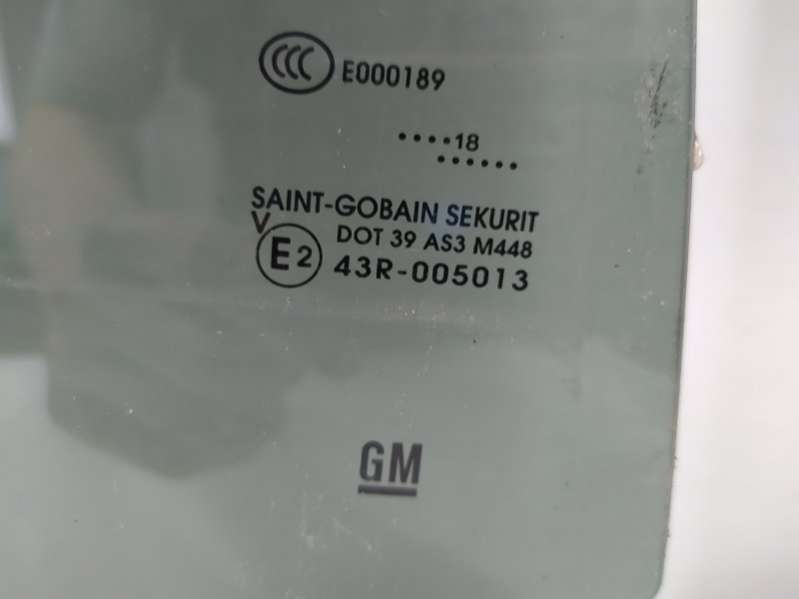 CCC E000189
....18
......
SAINT-GOBAIN SEKURIT
V
DOT 39 AS3 M448
E2 43R-005013
GM